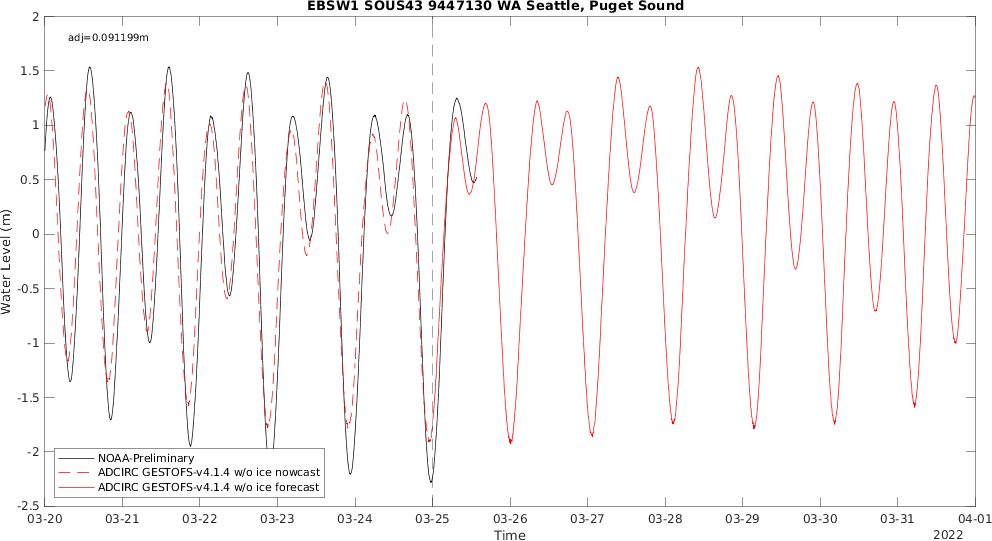 EBSW1 SOUS43 9447130 WA Seattle, Puget Sound
adj=0.091199m
2
1.5
1
0.5
0
-0.5
-1
-1.5
-2
-2.5
Water Level (m)
NOAA-Preliminary
ADCIRC GESTOFS-v4.1.4 w/o ice nowcast
ADCIRC GESTOFS-v4.1.4 w/o ice forecast
03-20 03-21 03-22 03-23 03-24 03-25 03-26 03-27 03-28 03-29 03-30 03-31 04-01
Time
2022